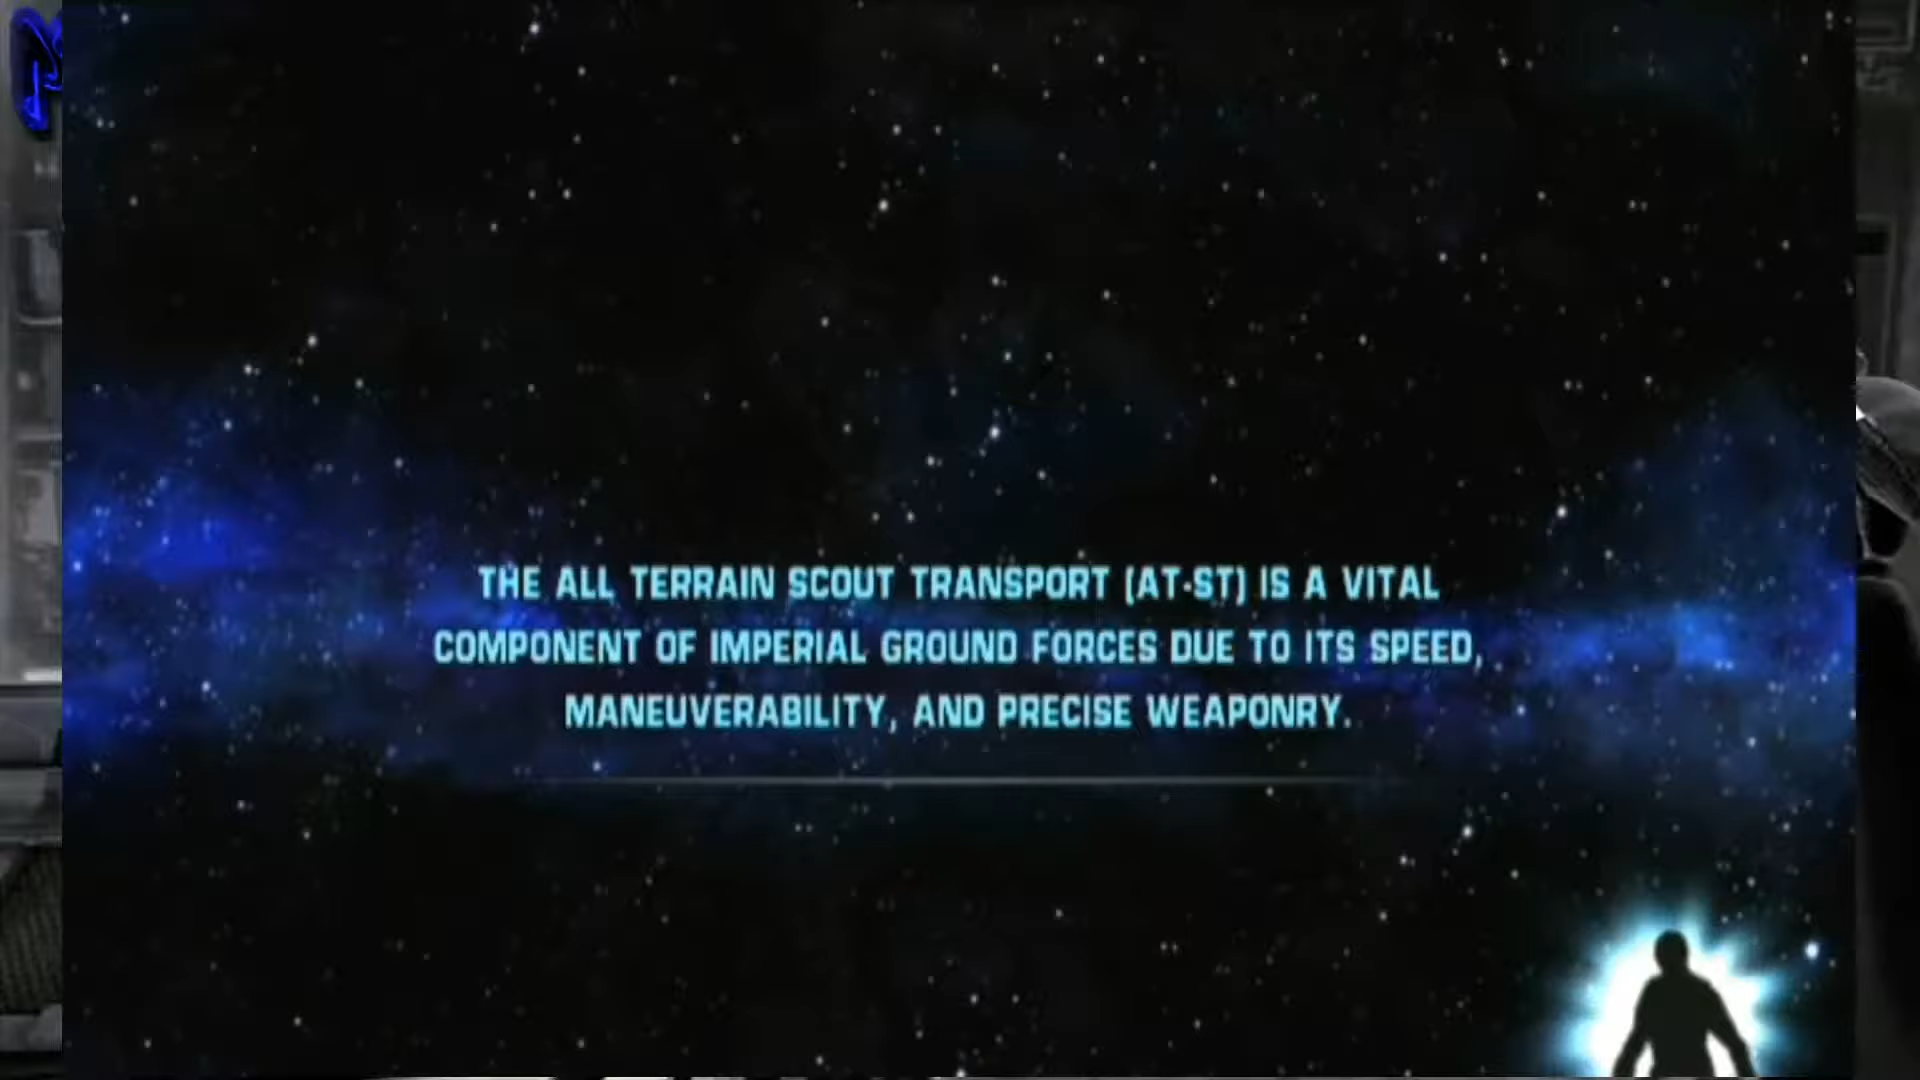 THE ALL TERRAIN SCOUT TRANSPORT (AT-ST) IS A VITAL
COMPONENT OF IMPERIAL GROUND FORCES DUE TO ITS SPEED,
MANEUVERABILITY, AND PRECISE WEAPONRY.